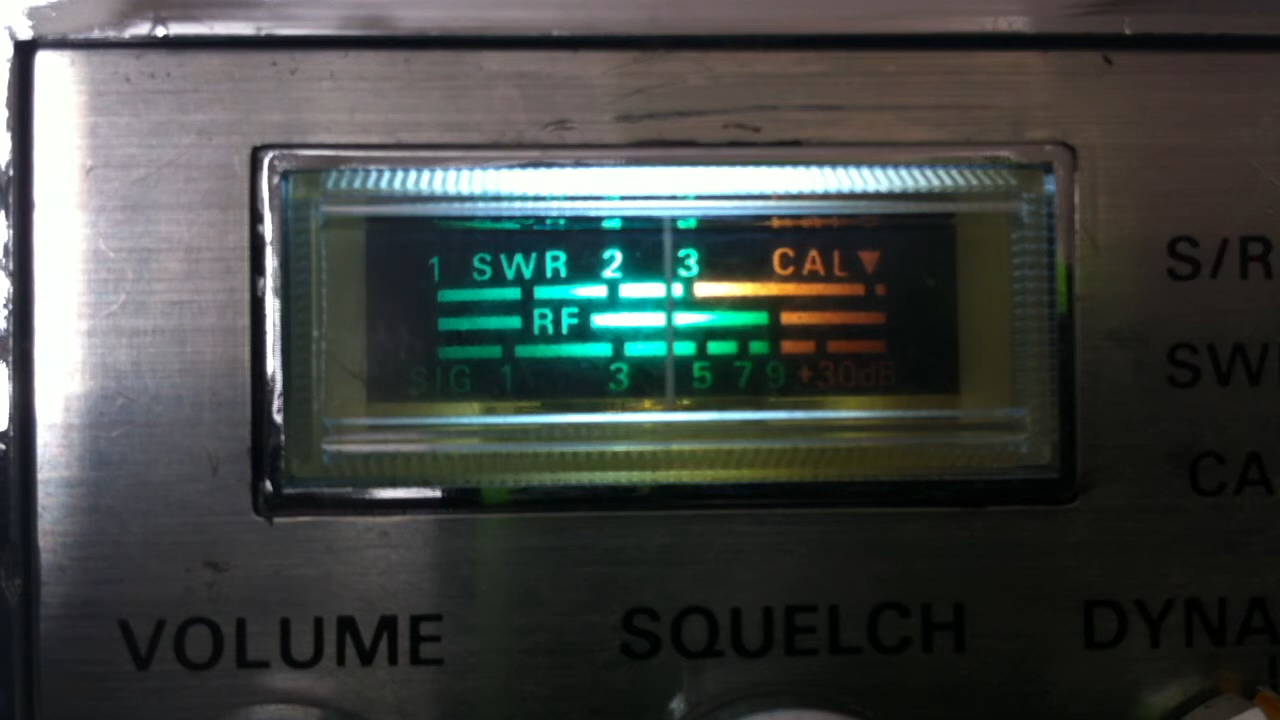 1 SWR 2 3 CAL▼
RF
SIG 1 3 5 7 9 +30dB
S/R
SW
CA
VOLUME SQUELCH DYNA